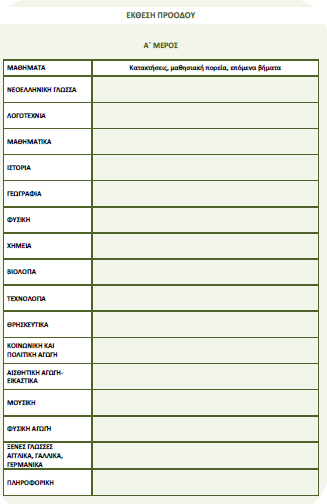 ΕΚΘΕΣΗ ΠΡΟΟΔΟΥ
Α΄ ΜΕΡΟΣ
ΜΑΘΗΜΑΤΑ Κατακτήσεις, μαθησιακή πορεία, επόμενα βήματα
ΝΕΟΕΛΛΗΝΙΚΗ ΓΛΩΣΣΑ
ΛΟΓΟΤΕΧΝΙΑ
ΜΑΘΗΜΑΤΙΚΑ
ΙΣΤΟΡΙΑ
ΓΕΩΓΡΑΦΙΑ
ΦΥΣΙΚΗ
ΧΗΜΕΙΑ
ΒΙΟΛΟΓΙΑ
ΤΕΧΝΟΛΟΓΙΑ
ΘΡΗΣΚΕΥΤΙΚΑ
ΚΟΙΝΩΝΙΚΗ ΚΑΙ
ΠΟΛΙΤΙΚΗ ΑΓΩΓΗ
ΑΙΣΘΗΤΙΚΗ ΑΓΩΓΗ-
ΕΙΚΑΣΤΙΚΑ
ΜΟΥΣΙΚΗ
ΦΥΣΙΚΗ ΑΓΩΓΗ
ΞΕΝΕΣ ΓΛΩΣΣΕΣ
ΑΓΓΛΙΚΑ, ΓΑΛΛΙΚΑ,
ΓΕΡΜΑΝΙΚΑ
ΠΛΗΡΟΦΟΡΙΚΗ